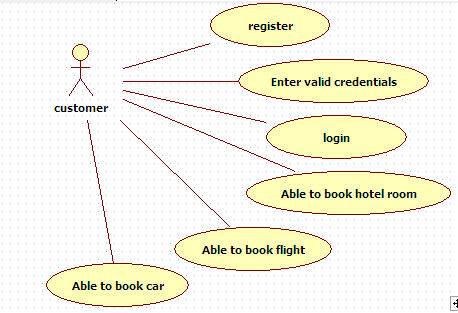 register
Enter valid credentials
customer
login
Able to book hotel room
Able to book flight
Able to book car